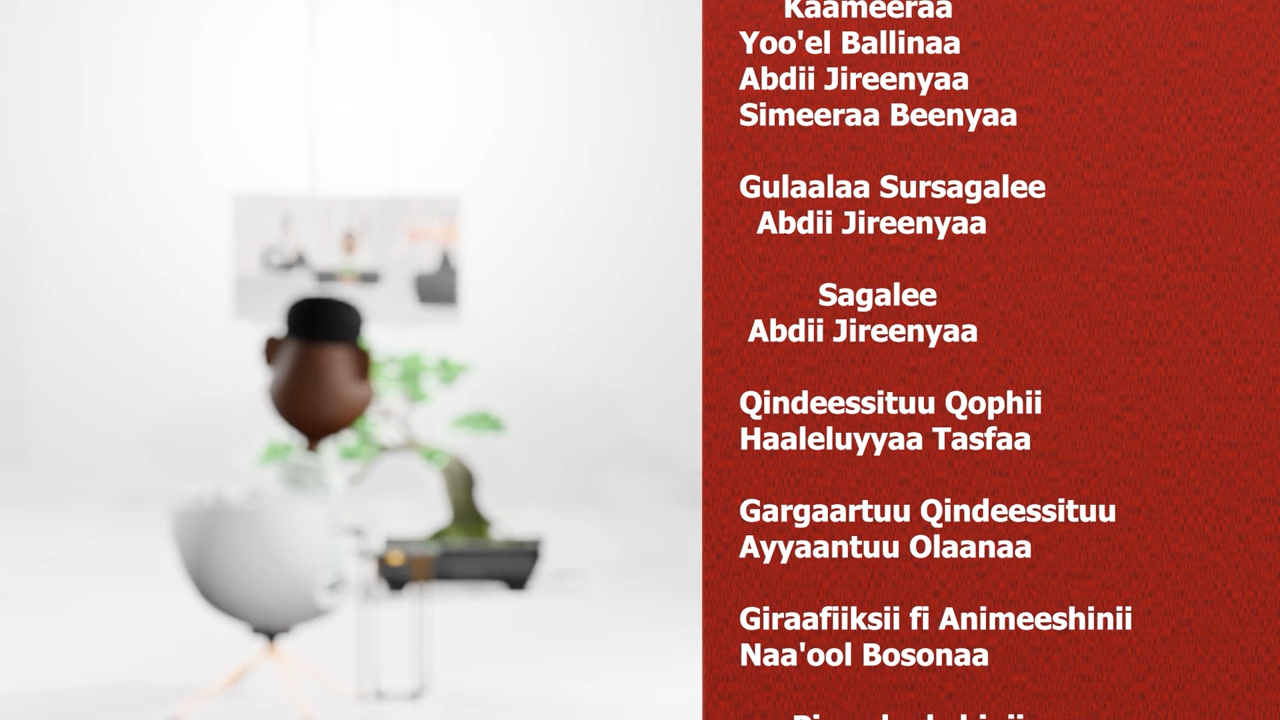 Kaameeraa
Yoo'el Ballinaa
Abdii Jireenyaa
Simeeraa Beenyaa
Gulaalaa Sursagalee
Abdii Jireenyaa
Sagalee
Abdii Jireenyaa
Qindeessituu Qophii
Haaleluyyaa Tasfaa
Gargaartuu Qindeessituu
Ayyaantuu Olaanaa
Giraafiiksii fi Animeeshinii
Naa'ool Bosonaa